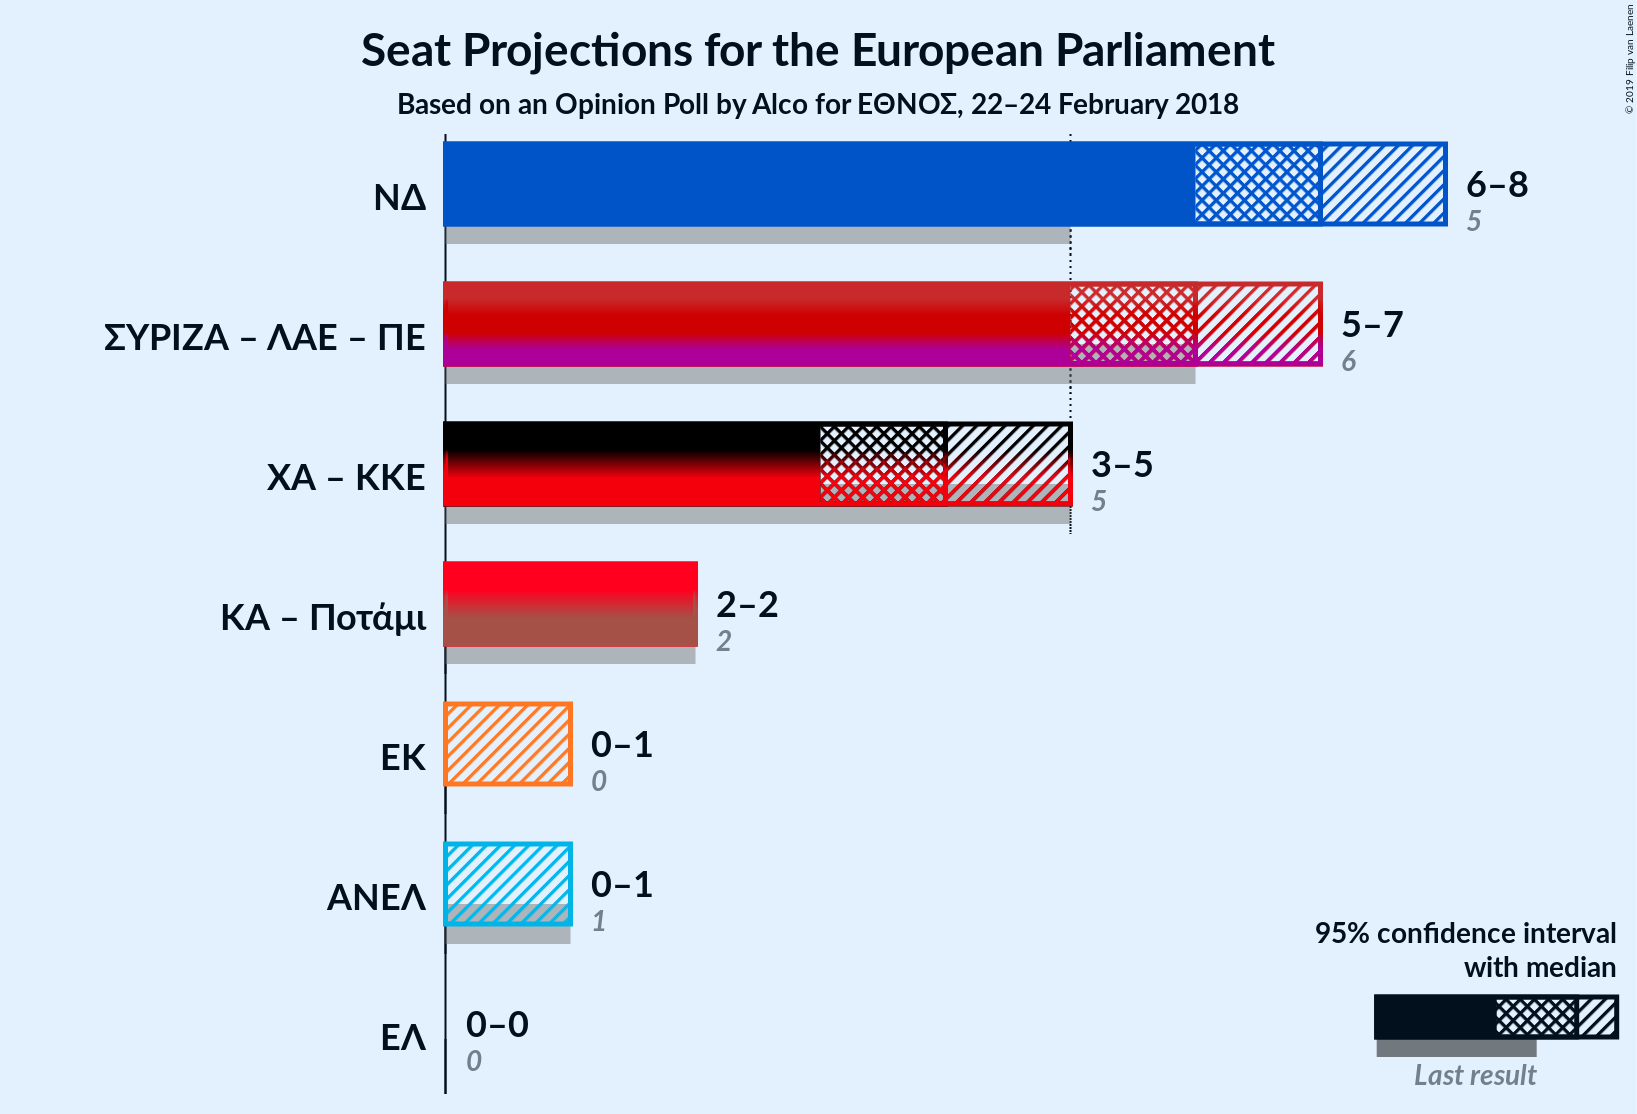 Seat Projections for the European Parliament
Based on an Opinion Poll by Alco for ΕΘΝΟΣ, 22–24 February 2018
© 2019 Filip van Laenen
ΝΔ
6–8
5
ΣΥΡΙΖΑ – ΛΑΕ – ΠΕ
5–7
6
ΧΑ – ΚΚΕ
3–5
5
ΚΑ – Ποτάμι
2–2
2
ΕΚ
0–1
0
ΑΝΕΛ
0–1
1
ΕΛ
0–0
0
95% confidence interval
with median
Last result